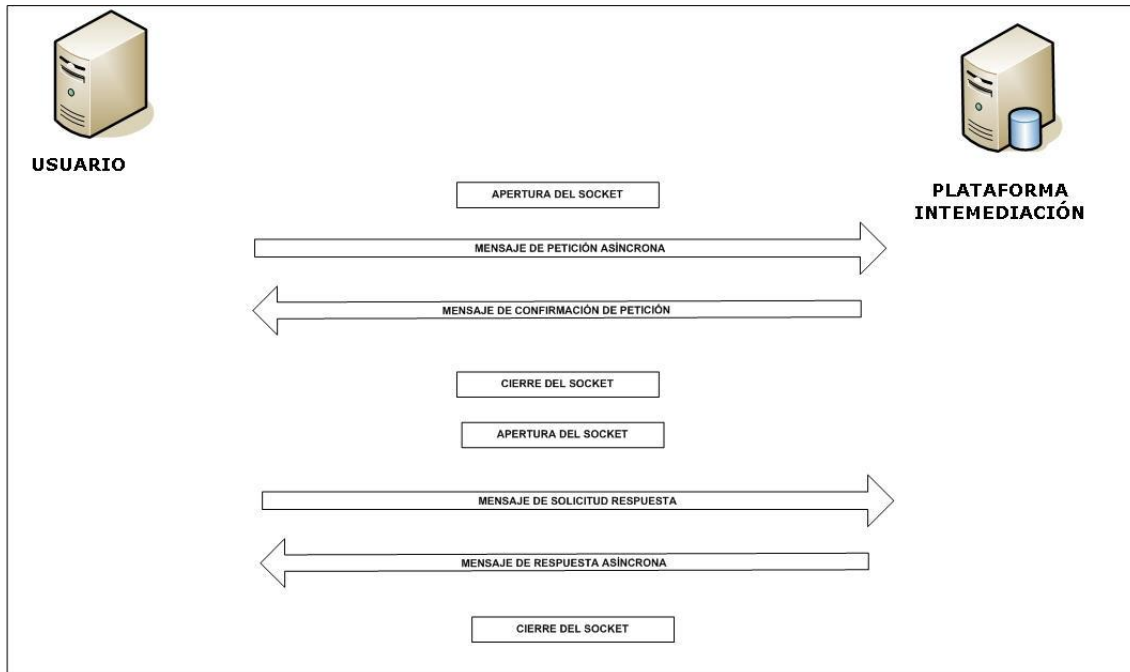 USUARIO
PLATAFORMA
INTEMEDIACIÓN
APERTURA DEL SOCKET
MENSAJE DE PETICIÓN ASÍNCRONA
MENSAJE DE CONFIRMACIÓN DE PETICIÓN
CIERRE DEL SOCKET
APERTURA DEL SOCKET
MENSAJE DE SOLICITUD RESPUESTA
MENSAJE DE RESPUESTA ASÍNCRONA
CIERRE DEL SOCKET